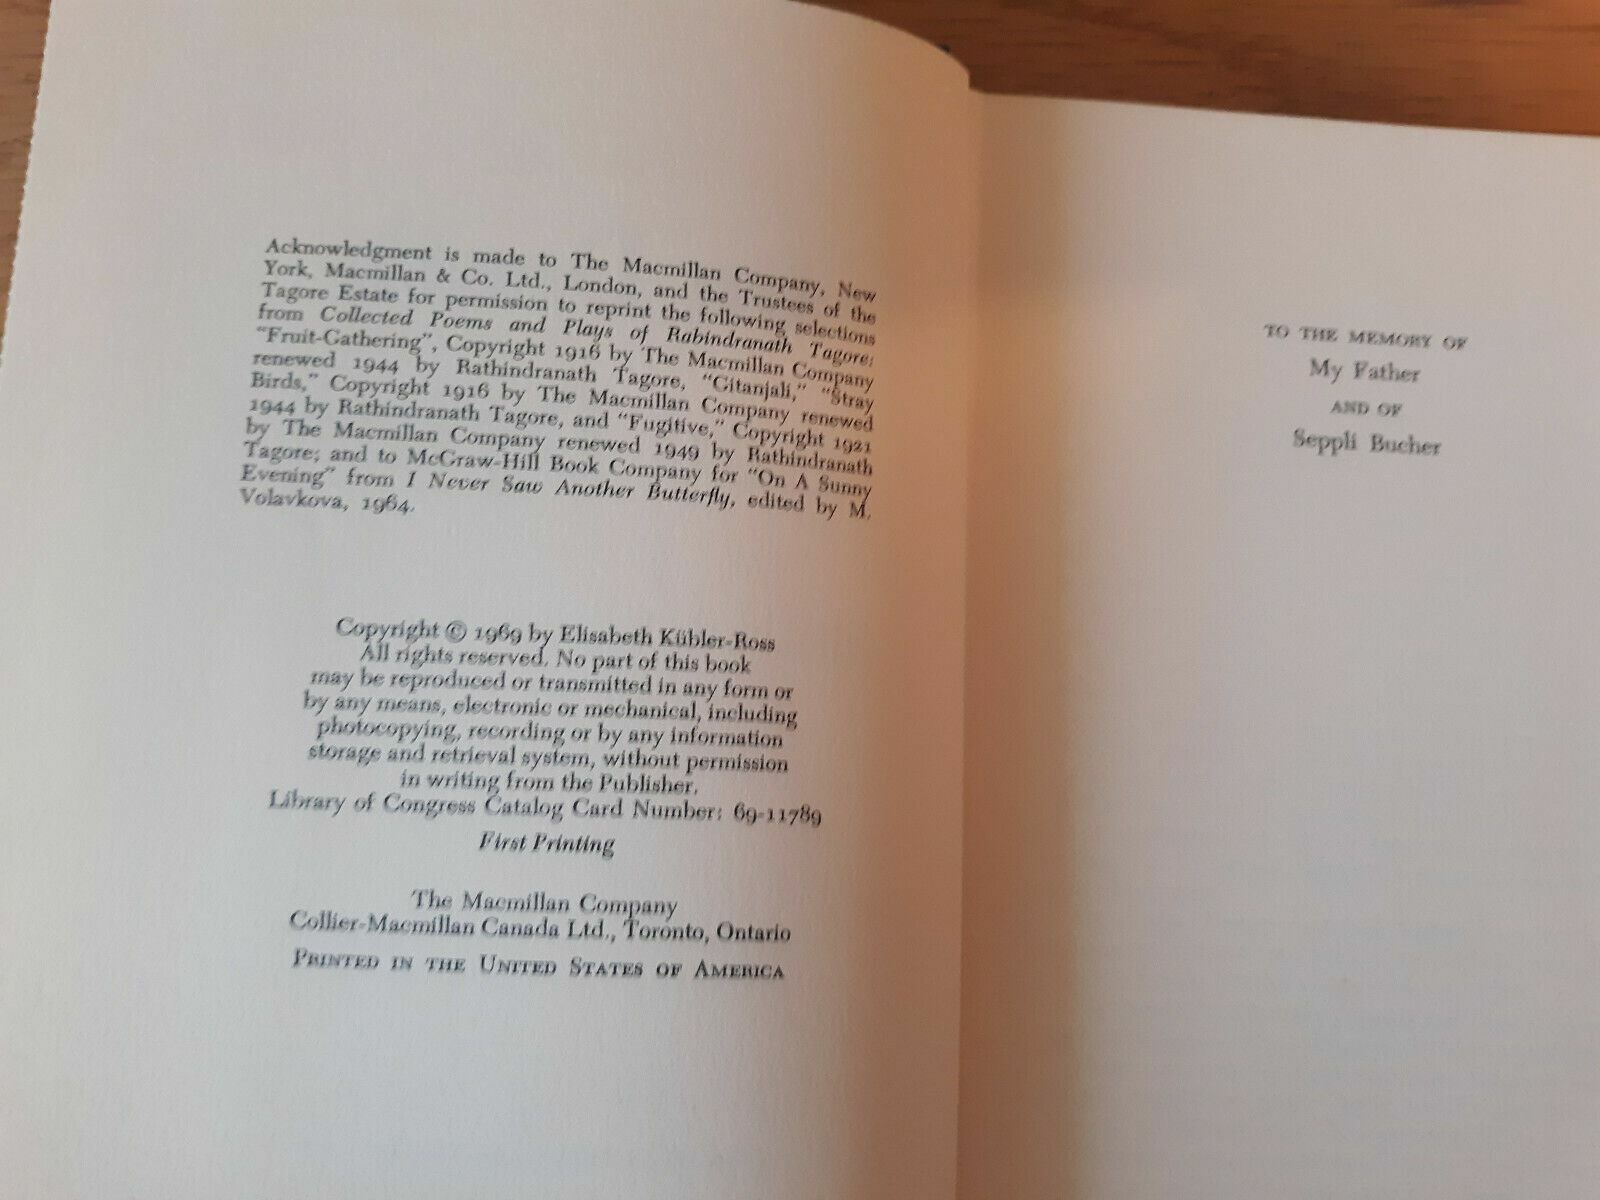 Acknowledgment is made to The Macmillan Company, New
York, Macmillan & Co. Ltd., London, and the Trustees of the
Tagore Estate for permission to reprint the following selections
from Collected Poems and Plays of Rabindranath Tagore:
"Fruit-Gathering", Copyright 1916 by The Macmillan Company
renewed 1944 by Rathindranath Tagore, "Gitanjali," "Stray
Birds," Copyright 1916 by The Macmillan Company renewed
1944 by Rathindranath Tagore, and "Fugitive," Copyright 1921
by The Macmillan Company renewed 1949 by Rathindranath
Tagore; and to McGraw-Hill Book Company for "On A Sunny
Evening" from I Never Saw Another Butterfly, edited by M.
Volavkova, 1964.
Copyright © 1969 by Elisabeth Kübler-Ross
All rights reserved. No part of this book
may be reproduced or transmitted in any form or
by any means, electronic or mechanical, including
photocopying, recording or by any information
storage and retrieval system, without permission
in writing from the Publisher.
Library of Congress Catalog Card Number: 69-11789
First Printing
The Macmillan Company
Collier-Macmillan Canada Ltd., Toronto, Ontario
PRINTED IN THE UNITED STATES OF AMERICA
TO THE MEMORY OF
My Father
AND OF
Seppli Bucher